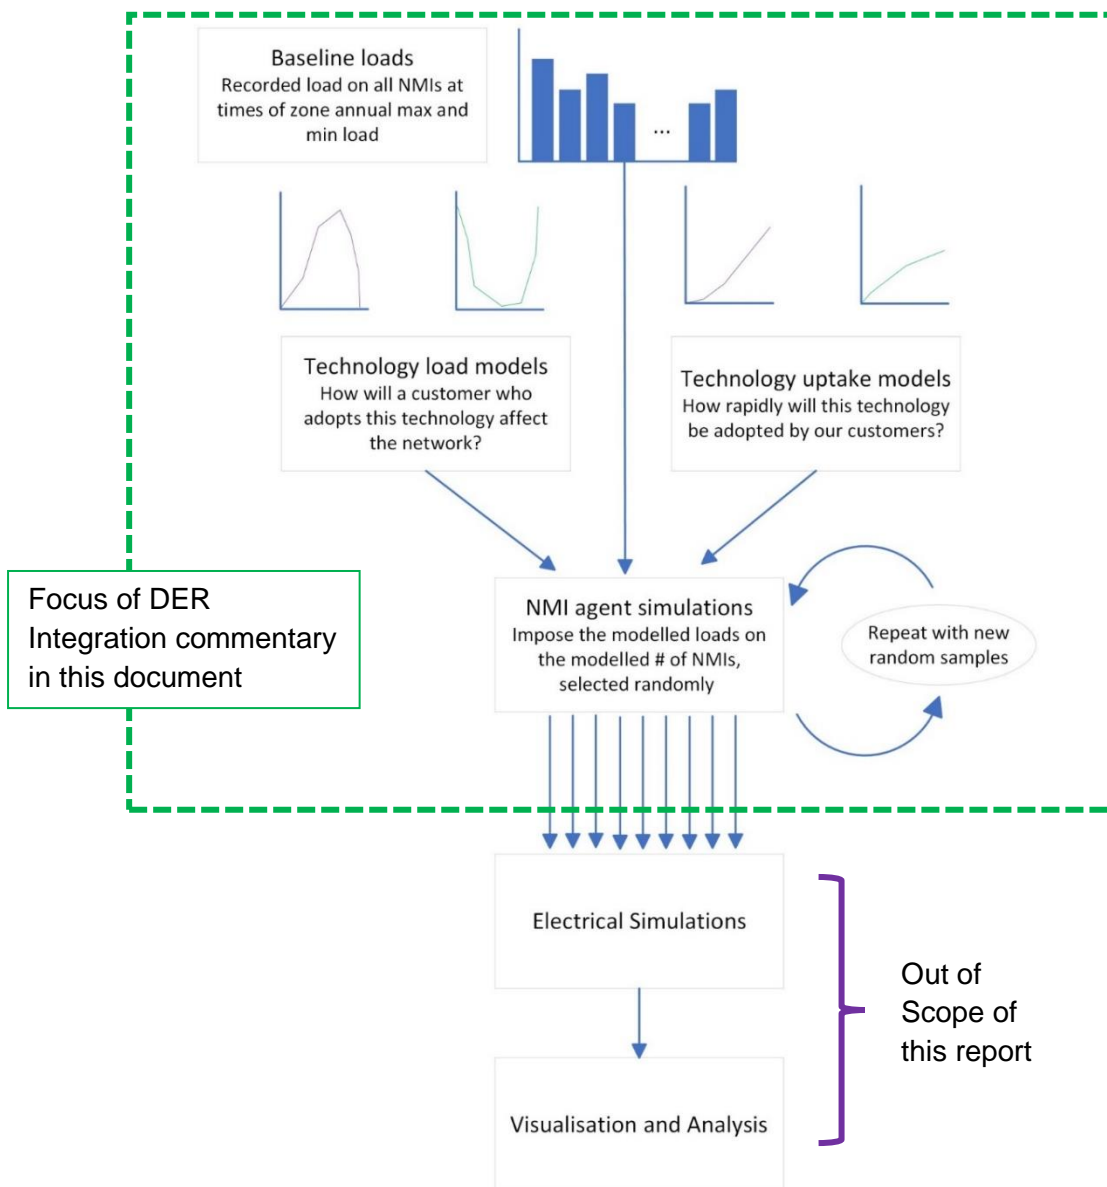 Baseline loads
Recorded load on all NMIs at
times of zone annual max and
min load
...
Technology load models
How will a customer who
adopts this technology affect
the network?
Technology uptake models
How rapidly will this technology
be adopted by our customers?
Focus of DER
Integration commentary
in this document
NMI agent simulations
Impose the modelled loads on
the modelled # of NMIs,
selected randomly
Repeat with new
random samples
Electrical Simulations
Out of
Scope of
this report
Visualisation and Analysis